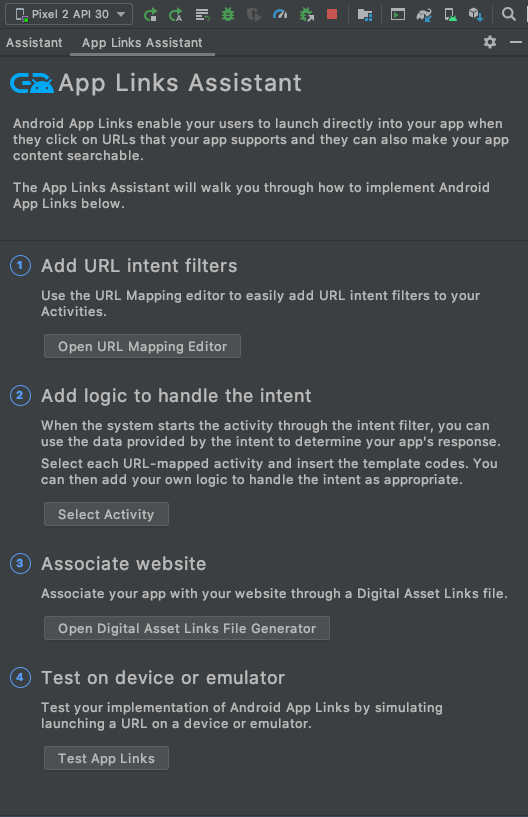 Pixel 2 API 30
Assistant App Links Assistant
App Links Assistant
Android App Links enable your users to launch directly into your app when
they click on URLs that your app supports and they can also make your app
content searchable.
The App Links Assistant will walk you through how to implement Android
App Links below.
1 Add URL intent filters
Use the URL Mapping editor to easily add URL intent filters to your
Activities.
Open URL Mapping Editor
2 Add logic to handle the intent
When the system starts the activity through the intent filter, you can
use the data provided by the intent to determine your app's response.
Select each URL-mapped activity and insert the template codes. You
can then add your own logic to handle the intent as appropriate.
Select Activity
3 Associate website
Associate your app with your website through a Digital Asset Links file.
Open Digital Asset Links File Generator
4 Test on device or emulator
Test your implementation of Android App Links by simulating
launching a URL on a device or emulator.
Test App Links